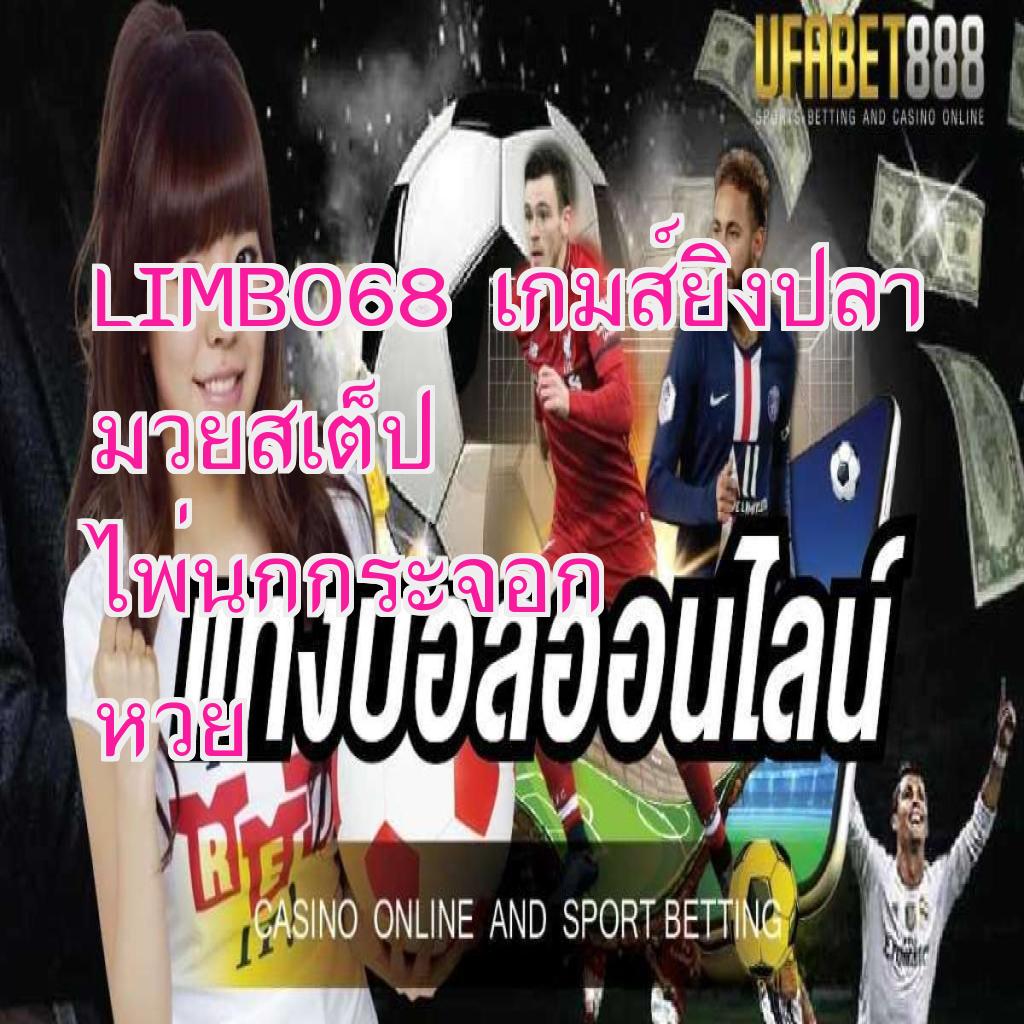 UFABET888
SPORTS BETTING AND CASINO ONLINE
LIMBO68 เกมส์ยิงปลา
มวยสเต็ป
ไพ่นกกระจอก
หวย
แทงบอลออนไลน์
CASINO ONLINE AND SPORT BETTING